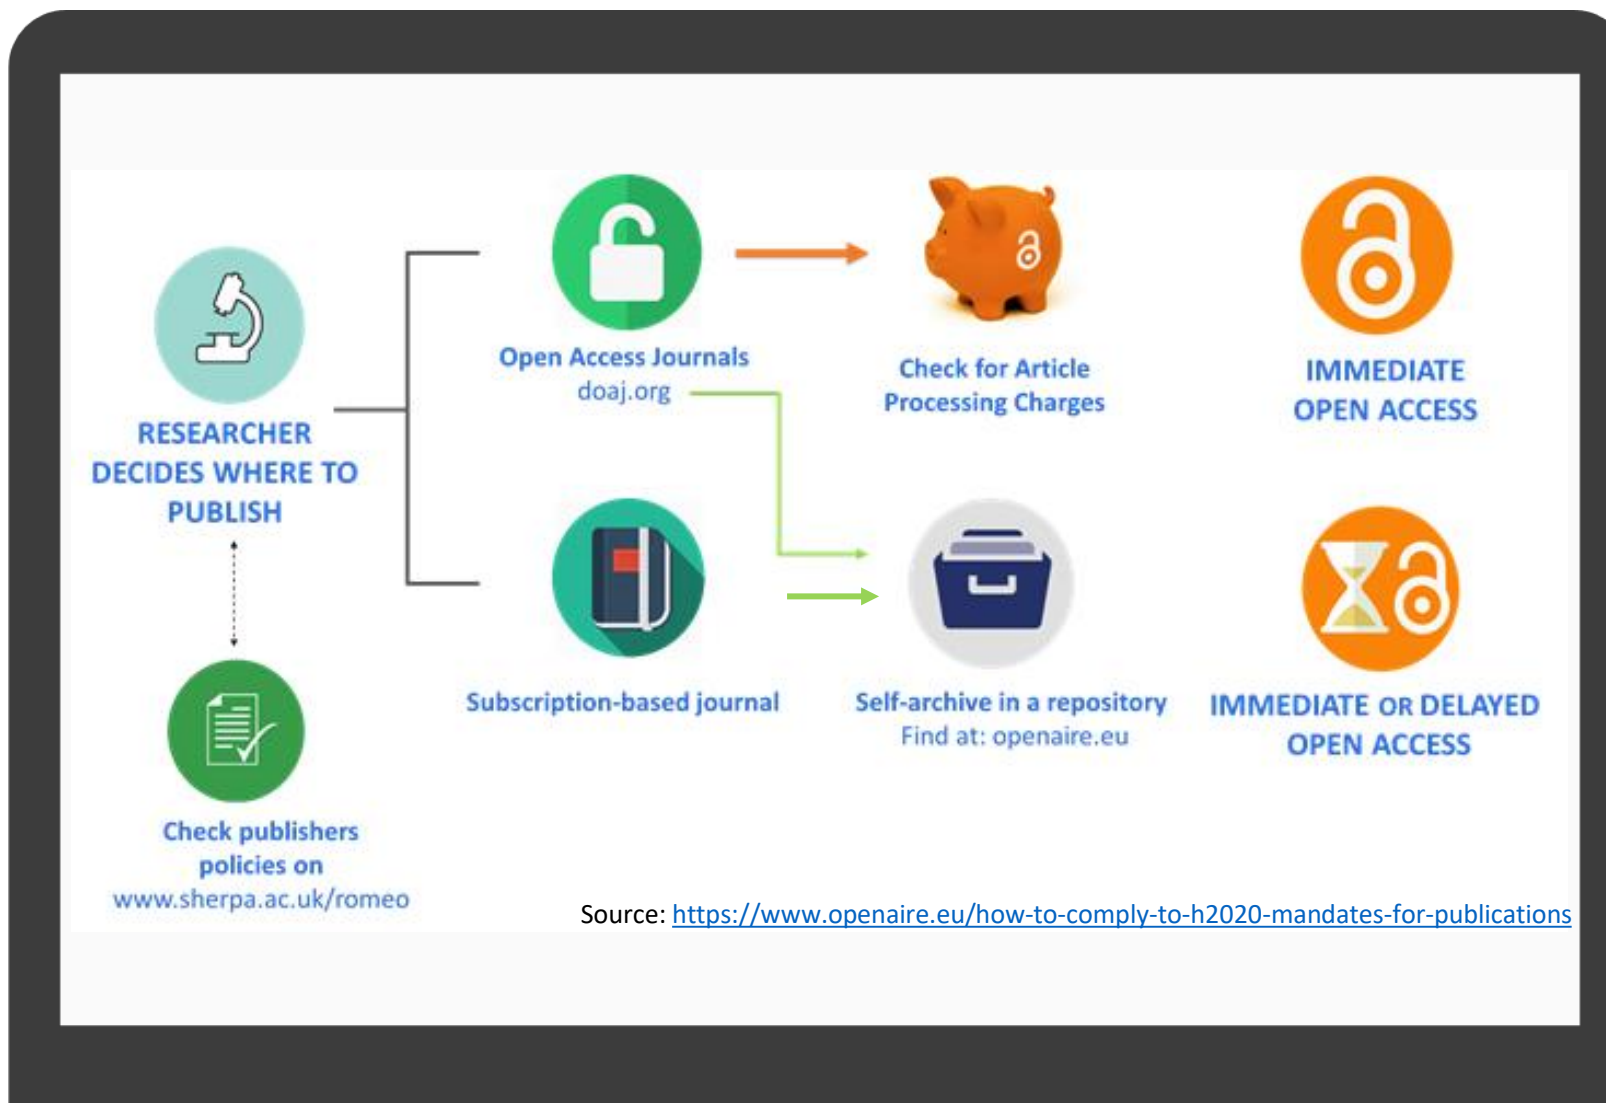 RESEARCHER
DECIDES WHERE TO
PUBLISH
Check publishers
policies on
www.sherpa.ac.uk/romeo
Open Access Journals
doaj.org
Check for Article
Processing Charges
IMMEDIATE
OPEN ACCESS
Subscription-based journal
Self-archive in a repository
Find at: openaire.eu
IMMEDIATE OR DELAYED
OPEN ACCESS
Source: https://www.openaire.eu/how-to-comply-to-h2020-mandates-for-publications